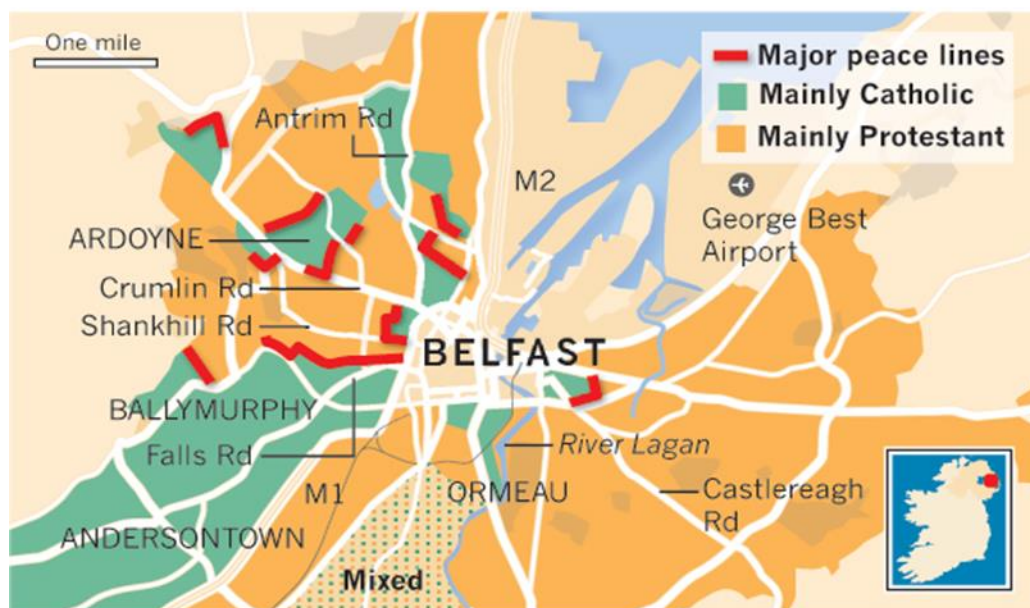 One mile
Major peace lines
Mainly Catholic
Mainly Protestant
Antrim Rd
M2
George Best
Airport
ARDOYNE
Crumlin Rd
Shankhill Rd
BELFAST
BALLYMURPHY
Falls Rd
River Lagan
M1
ORMEAU
Castlereagh
Rd
ANDERSONTOWN
Mixed